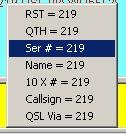 RST = 219
QTH = 219
Ser # = 219
Name = 219
10 X # = 219
Callsign = 219
QSL Via = 219